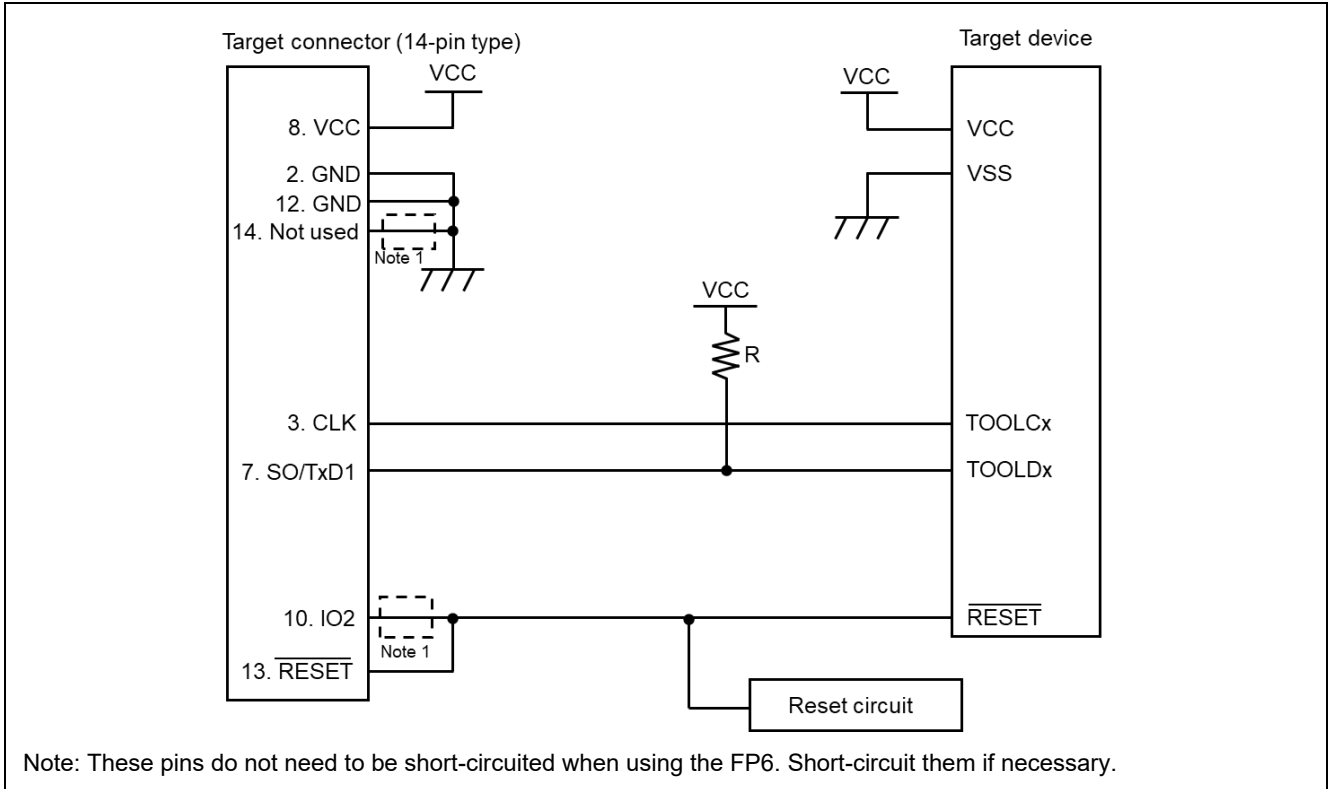 Target connector (14-pin type)
Target device
VCC
VCC
8. VCC
VCC
2. GND
VSS
12. GND
14. Not used
Note 1
VCC
R
3. CLK
TOOLCx
7. SO/TxD1
TOOLDx
10. IO2
RESET
Note 1
13. RESET
Reset circuit
Note: These pins do not need to be short-circuited when using the FP6. Short-circuit them if necessary.